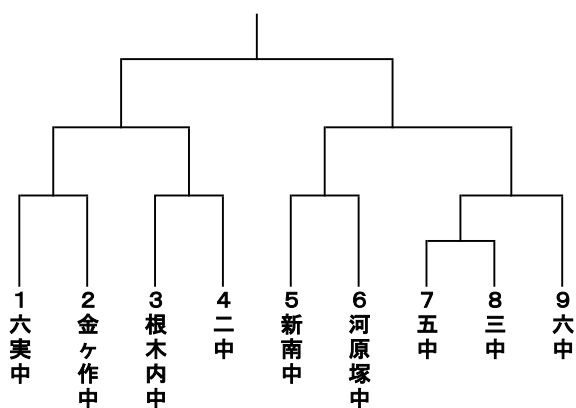 1 六実中
2 金ヶ作中
3 根木内中
4 二中
5 新南中
6 河原塚中
7 五中
8 三中
9 六中